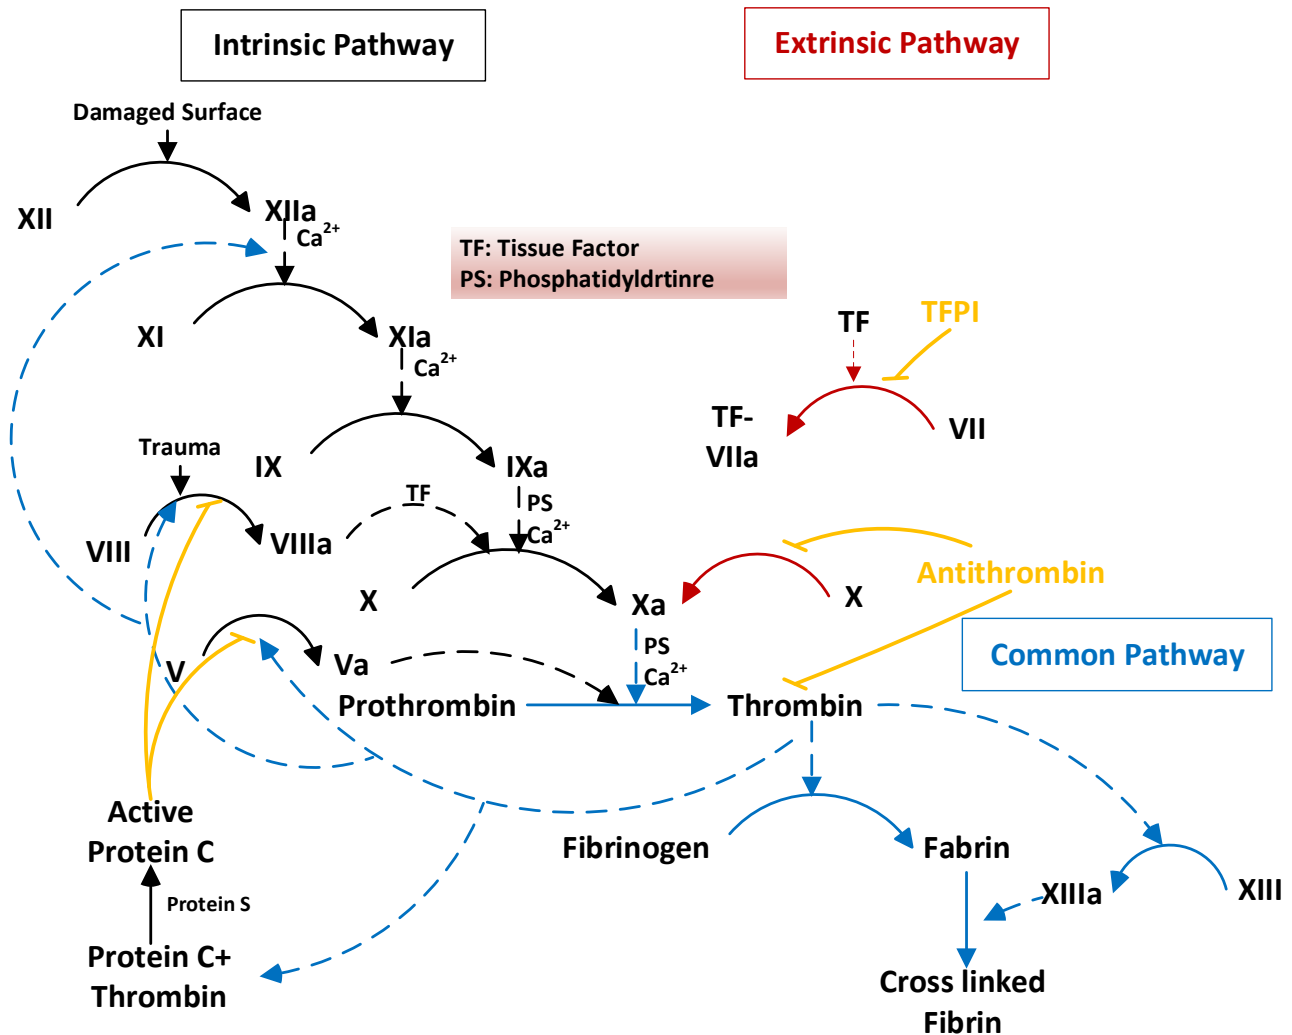 Intrinsic Pathway
Extrinsic Pathway
Damaged Surface
XII
XIIa
Ca2+
TF: Tissue Factor
PS: Phosphatidyldrtinre
XI
XIa
Ca2+
TF
TFPI
TF-
VIIa
VII
Trauma
IX
IXa
TF
PS
Ca2+
VIII
VIIIa
X
Xa
X
Antithrombin
PS
Ca2+
Common Pathway
V
Va
Prothrombin
Thrombin
Active
Protein C
Fibrinogen
Fabrin
XIIIa
XIII
Protein S
Protein C+
Thrombin
Cross linked
Fibrin